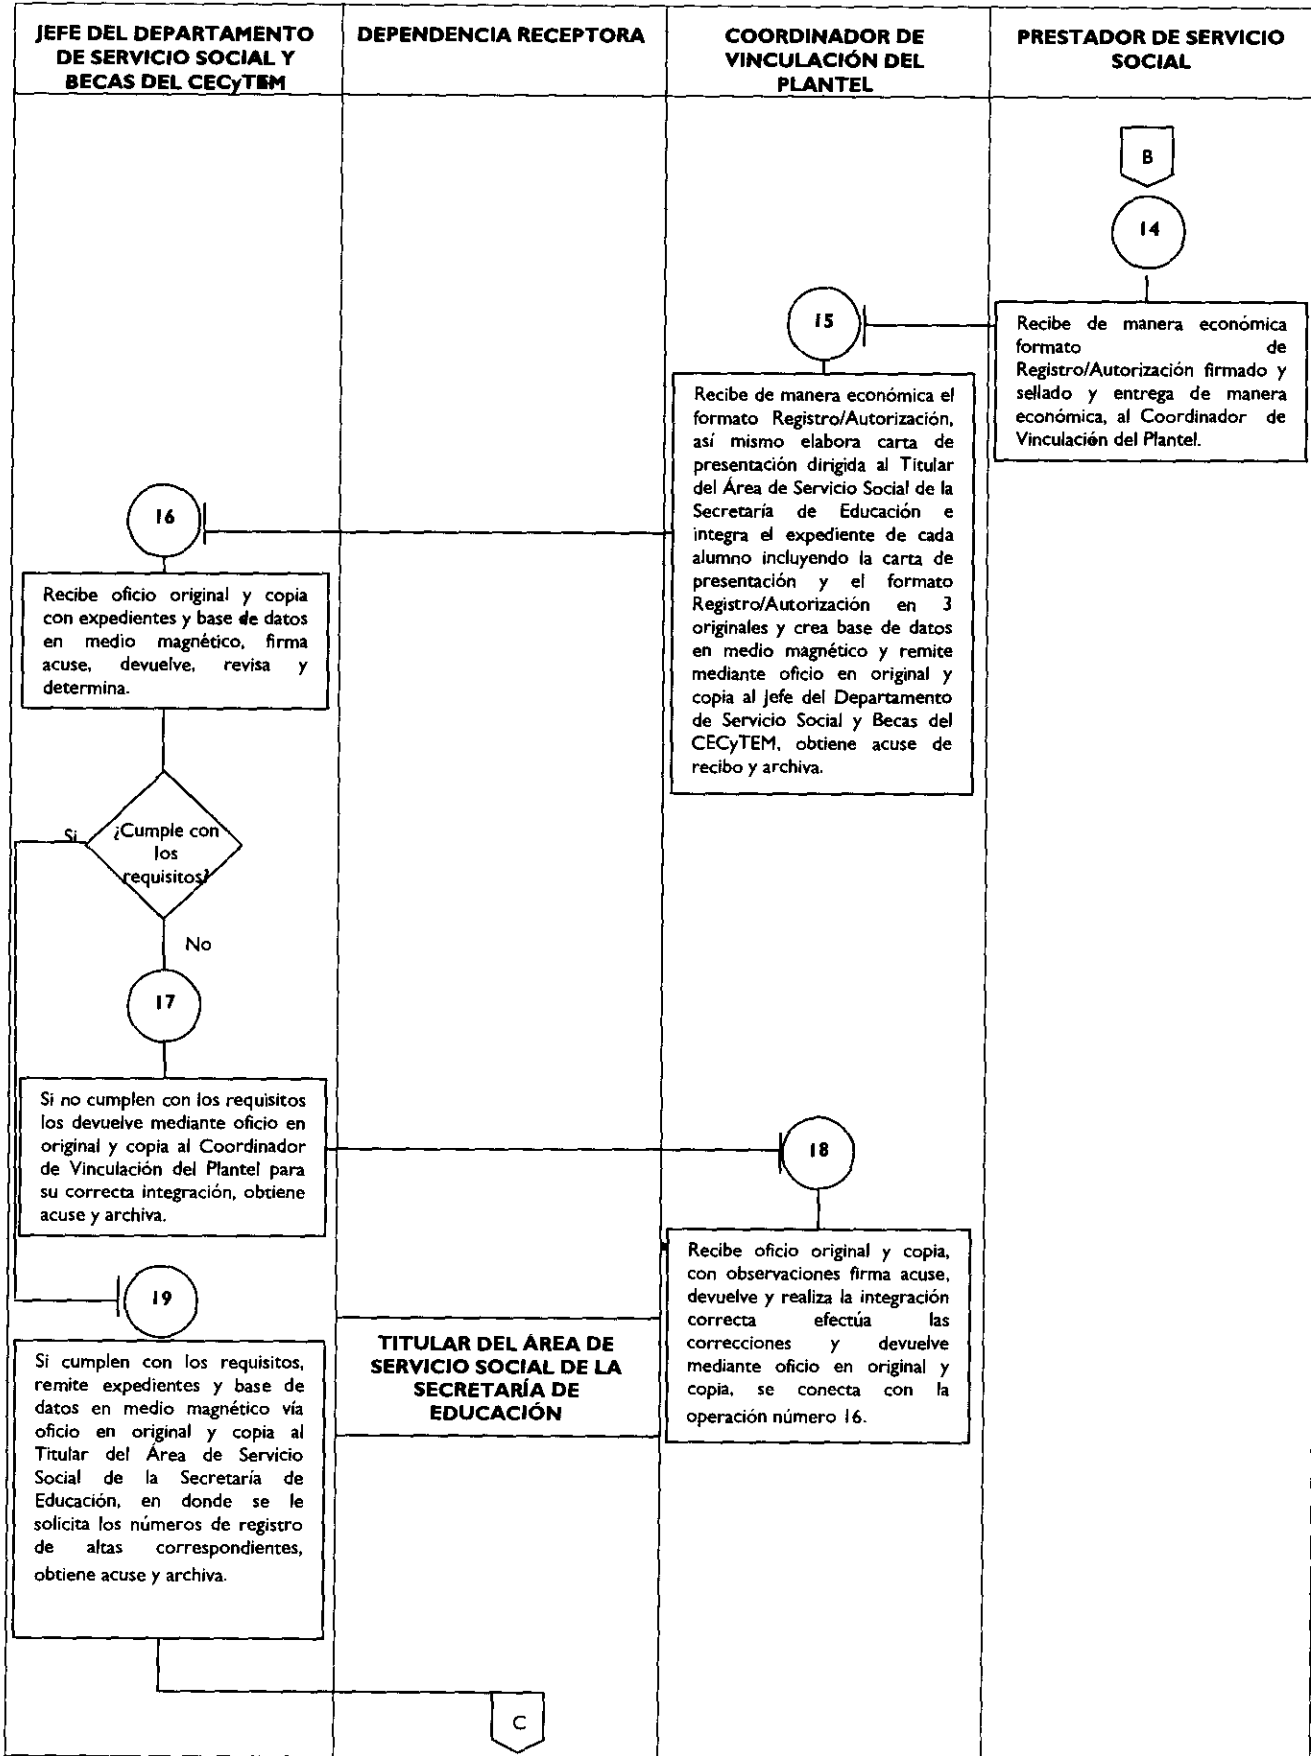 JEFE DEL DEPARTAMENTO
DE SERVICIO SOCIAL Y
BECAS DEL CECyTEM
DEPENDENCIA RECEPTORA
COORDINADOR DE
VINCULACIÓN DEL
PLANTEL
PRESTADOR DE SERVICIO
SOCIAL
B
14
Recibe de manera económica
formato de
Registro/Autorización firmado y
sellado y entrega de manera
económica, al Coordinador de
Vinculación del Plantel.
15
Recibe de manera económica el
formato Registro/Autorización,
así mismo elabora carta de
presentación dirigida al Titular
del Área de Servicio Social de la
Secretaría de Educación e
integra el expediente de cada
alumno incluyendo la carta de
presentación y el formato
Registro/Autorización en 3
originales y crea base de datos
en medio magnético y remite
mediante oficio en original y
copia al Jefe del Departamento
de Servicio Social y Becas del
CECyTEM, obtiene acuse de
recibo y archiva.
16
Recibe oficio original y copia
con expedientes y base de datos
en medio magnético, firma
acuse, devuelve, revisa y
determina.
Si
¿Cumple con
los
requisitos?
No
17
Si no cumplen con los requisitos
los devuelve mediante oficio en
original y copia al Coordinador
de Vinculación del Plantel para
su correcta integración, obtiene
acuse y archiva.
18
Recibe oficio original y copia,
con observaciones firma acuse,
devuelve y realiza la integración
correcta efectúa las
correcciones y devuelve
mediante oficio en original y
copia, se conecta con la
operación número 16.
19
Si cumplen con los requisitos,
remite expedientes y base de
datos en medio magnético vía
oficio en original y copia al
Titular del Área de Servicio
Social de la Secretaría de
Educación, en donde se le
solicita los números de registro
de altas correspondientes,
obtiene acuse y archiva.
TITULAR DEL ÁREA DE
SERVICIO SOCIAL DE LA
SECRETARÍA DE
EDUCACIÓN
C